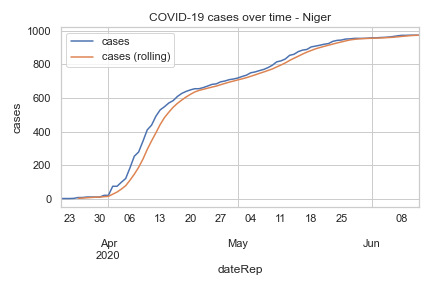 COVID-19 cases over time - Niger
cases
cases (rolling)
1000
800
600
400
200
0
cases
23 30 06 13 20 27 04 11 18 25 08
Apr May Jun
2020
dateRep